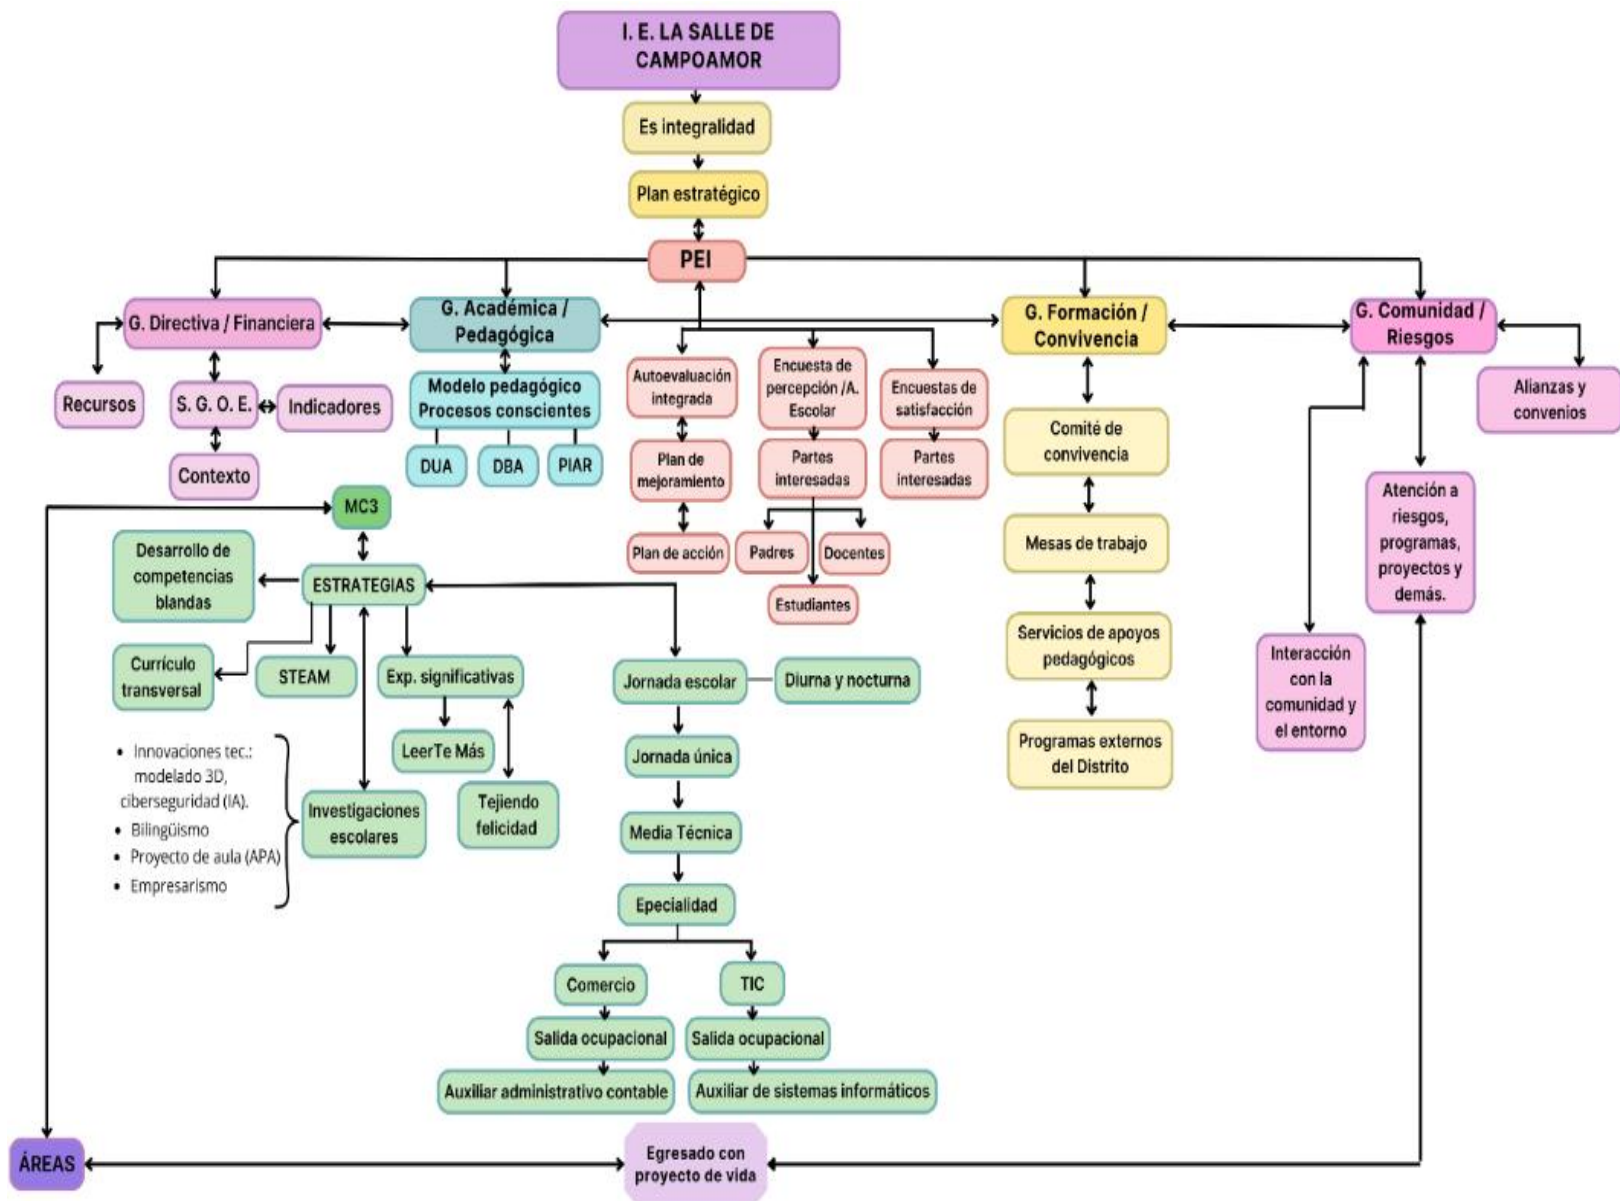 I. E. LA SALLE DE
CAMPOAMOR
Es integralidad
Plan estratégico
PEI
G. Directiva / Financiera
G. Académica /
Pedagógica
G. Formación /
Convivencia
G. Comunidad /
Riesgos
Recursos
S. G. O. E.
Indicadores
Contexto
Modelo pedagógico
Procesos conscientes
DUA
DBA
PIAR
Autoevaluación
integrada
Plan de
mejoramiento
Plan de acción
Encuesta de
percepción /A.
Escolar
Partes
interesadas
Padres
Docentes
Estudiantes
Encuestas de
satisfacción
Partes
interesadas
Comité de
convivencia
Mesas de trabajo
Servicios de apoyos
pedagógicos
Programas externos
del Distrito
Alianzas y
convenios
Atención a
riesgos,
programas,
proyectos y
demás.
Interacción
con la
comunidad y
el entorno
MC3
ESTRATEGIAS
Desarrollo de
competencias
blandas
Currículo
transversal
STEAM
Exp. significativas
LeerTe Más
Tejiendo
felicidad
Investigaciones
escolares
• Innovaciones tec.:
modelado 3D,
ciberseguridad (IA).
• Bilingüismo
• Proyecto de aula (APA)
• Empresarismo
Jornada escolar
Diurna y nocturna
Jornada única
Media Técnica
Epecialidad
Comercio
TIC
Salida ocupacional
Salida ocupacional
Auxiliar administrativo contable
Auxiliar de sistemas informáticos
ÁREAS
Egresado con
proyecto de vida